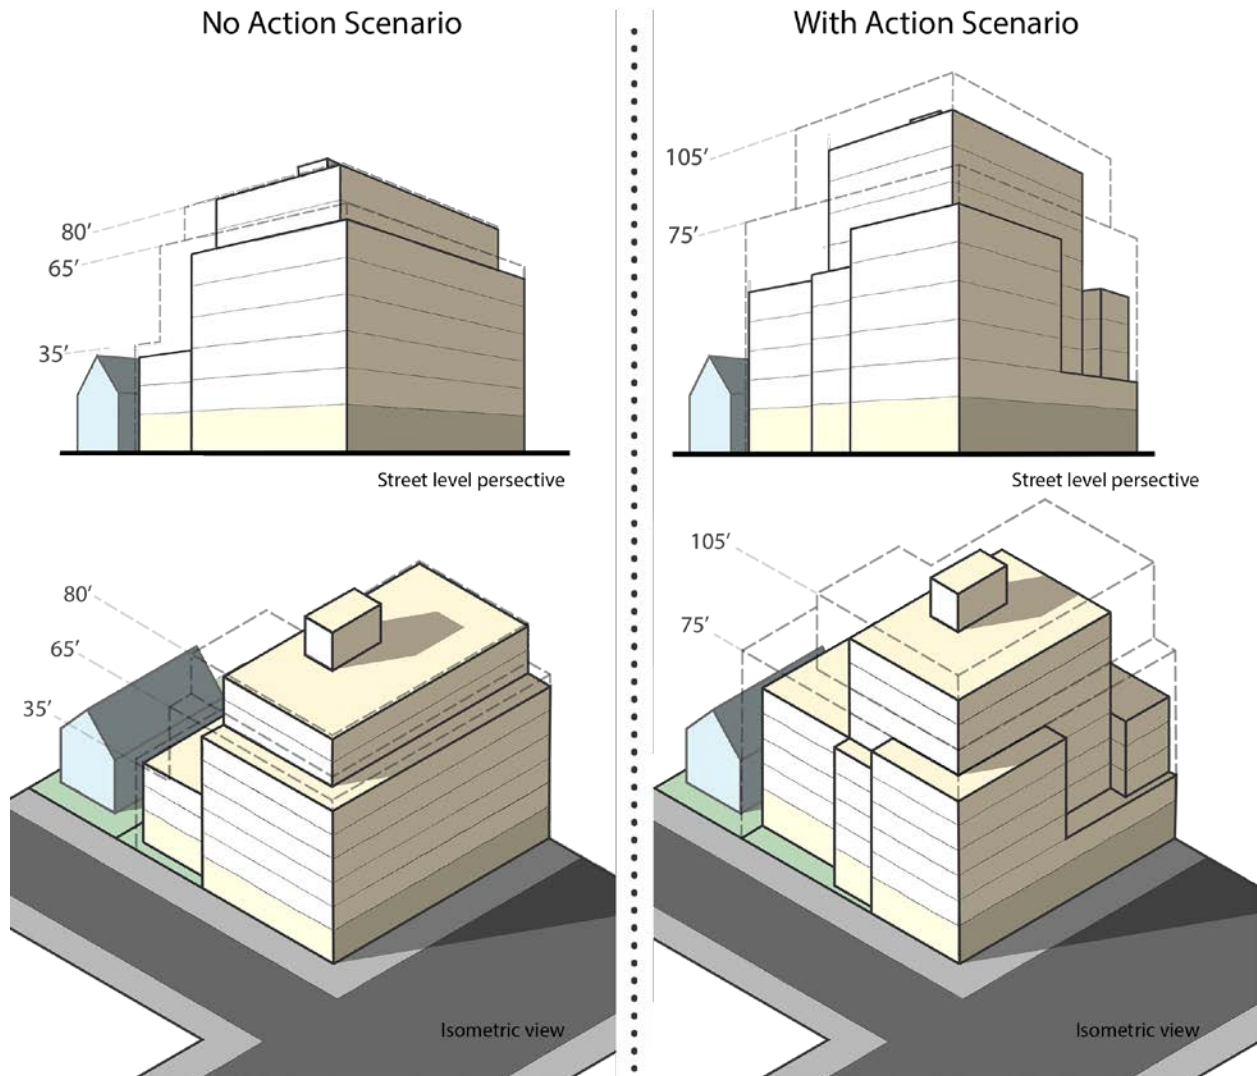 No Action Scenario
With Action Scenario
80′
65′
35′
Street level persective
105′
75′
Street level persective
80′
65′
35′
Isometric view
105′
75′
Isometric view